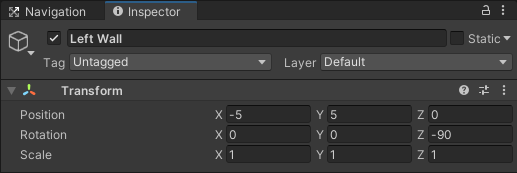 Navigation Inspector
Left Wall Static
Tag Untagged Layer Default
Transform
Position X -5 Y 5 Z 0
Rotation X 0 Y 0 Z -90
Scale X 1 Y 1 Z 1